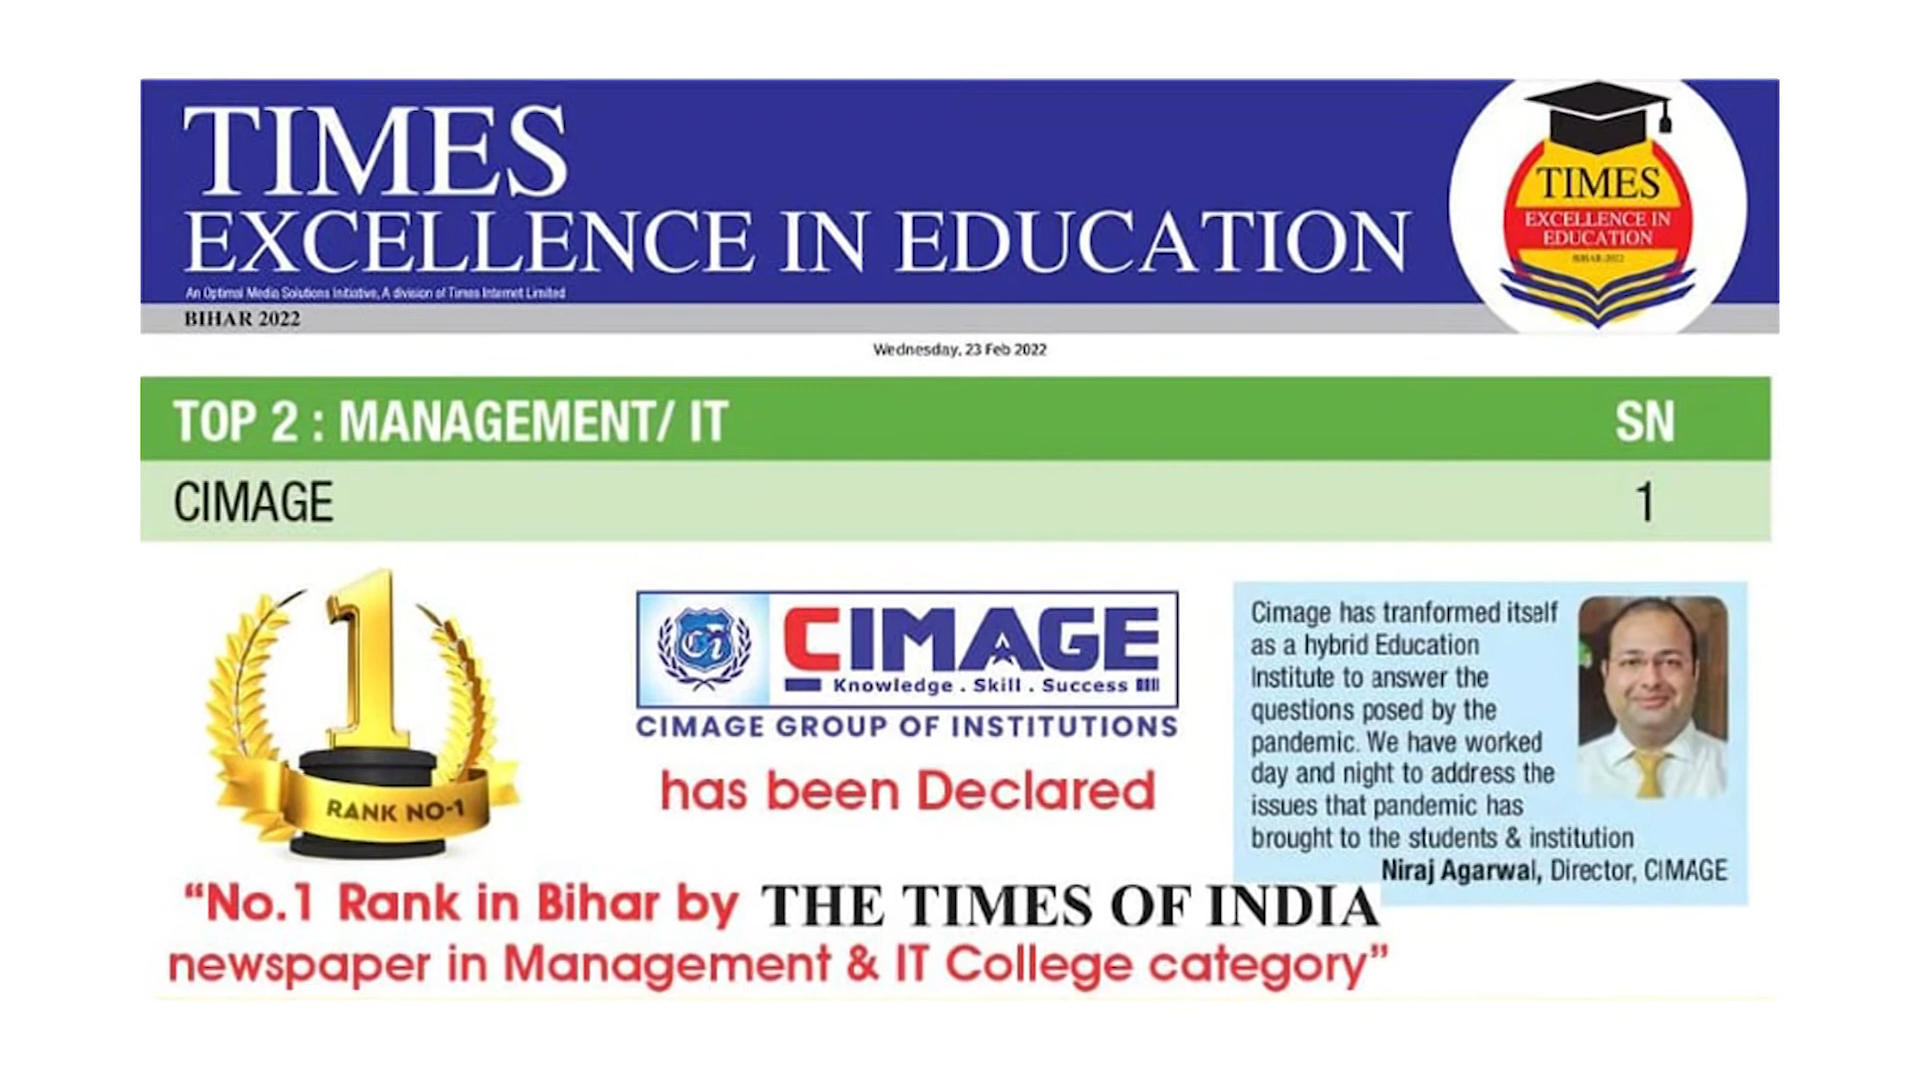 TIMES
EXCELLENCE IN EDUCATION
An Optimal Media Solutions Initiative, A division of Times Internet Limited
BIHAR 2022
TIMES
EXCELLENCE IN
EDUCATION
BIHAR-2022
Wednesday, 23 Feb 2022
TOP 2 : MANAGEMENT/ IT SN
CIMAGE 1
RANK NO-1
Ci
CIMAGE
Knowledge . Skill . Success
CIMAGE GROUP OF INSTITUTIONS
has been Declared
“No.1 Rank in Bihar by THE TIMES OF INDIA
newspaper in Management & IT College category”
Cimage has tranformed itself
as a hybrid Education
Institute to answer the
questions posed by the
pandemic. We have worked
day and night to address the
issues that pandemic has
brought to the students & institution
Niraj Agarwal, Director, CIMAGE